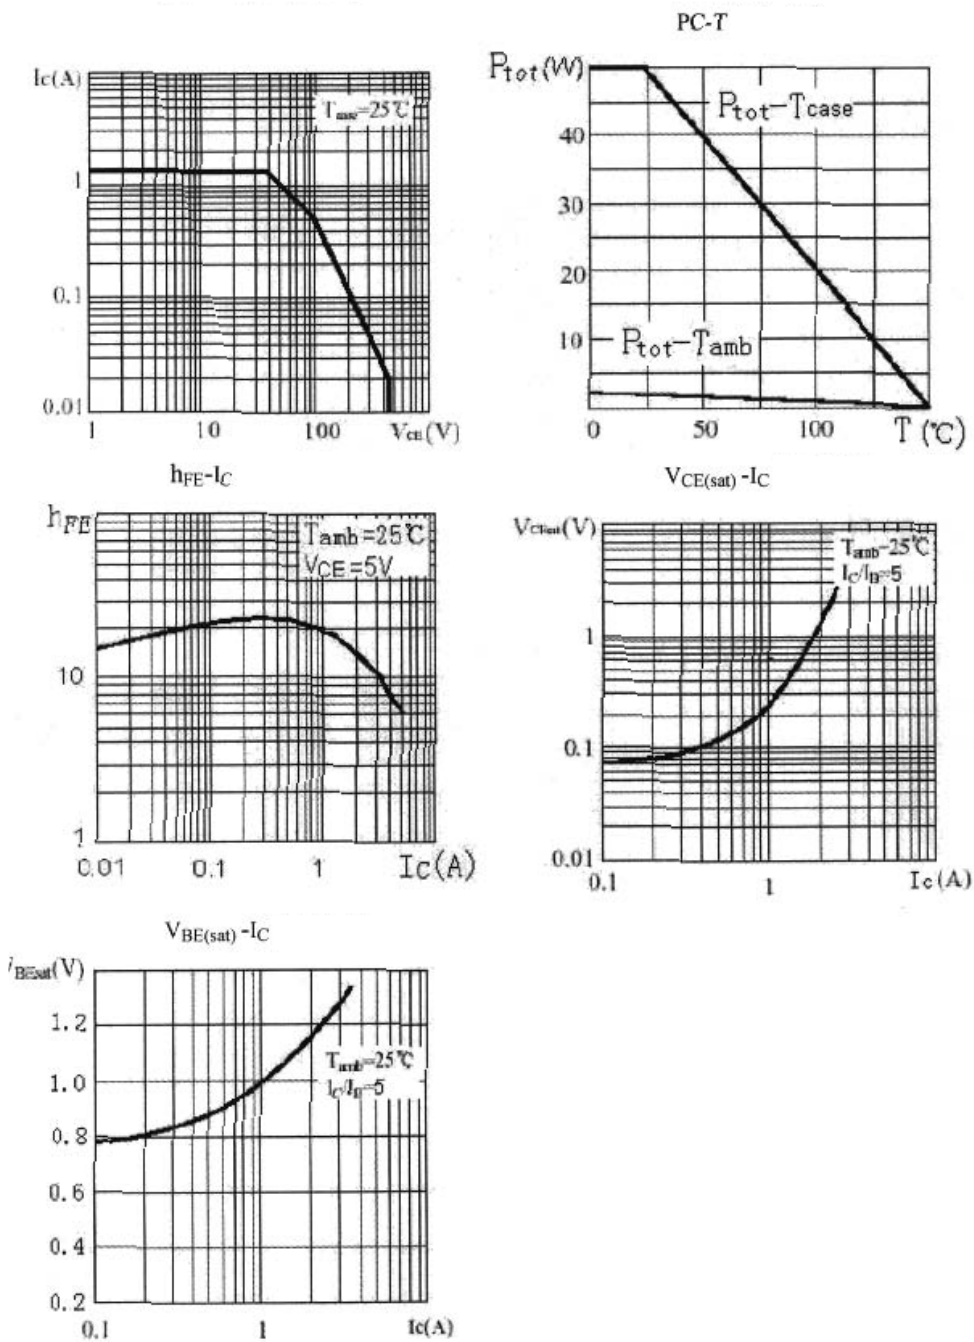 PC-T
Ic(A)
Tcase=25℃
1
0.1
0.01
1 10 100 VCE(V)
Ptot(W)
Ptot-Tcase
40
30
20
10
Ptot-Tamb
0 50 100 T(℃)
hFE-IC
hFE
Tamb=25℃
VCE=5V
10
1
0.01 0.1 1 Ic(A)
VCE(sat)-IC
VCEsat(V)
Tamb=25℃
IC/IB=5
1
0.1
0.01
0.1 1 Ic(A)
VBE(sat)-IC
BEsat(V)
1.2
Tamb=25℃
IC/IB=5
1.0
0.8
0.6
0.4
0.2
0.1 1 Ic(A)